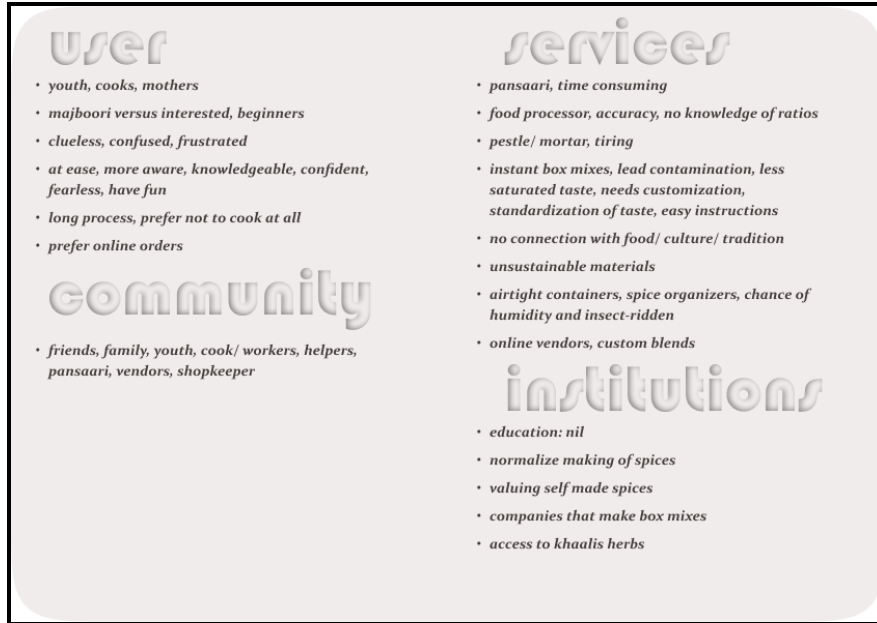 user
• youth, cooks, mothers
• majboori versus interested, beginners
• clueless, confused, frustrated
• at ease, more aware, knowledgeable, confident,
fearless, have fun
• long process, prefer not to cook at all
• prefer online orders
community
• friends, family, youth, cook/ workers, helpers,
pansaari, vendors, shopkeeper
services
• pansaari, time consuming
• food processor, accuracy, no knowledge of ratios
• pestle/ mortar, tiring
• instant box mixes, lead contamination, less
saturated taste, needs customization,
standardization of taste, easy instructions
• no connection with food/ culture/ tradition
• unsustainable materials
• airtight containers, spice organizers, chance of
humidity and insect-ridden
• online vendors, custom blends
institutions
• education: nil
• normalize making of spices
• valuing self made spices
• companies that make box mixes
• access to khaalis herbs